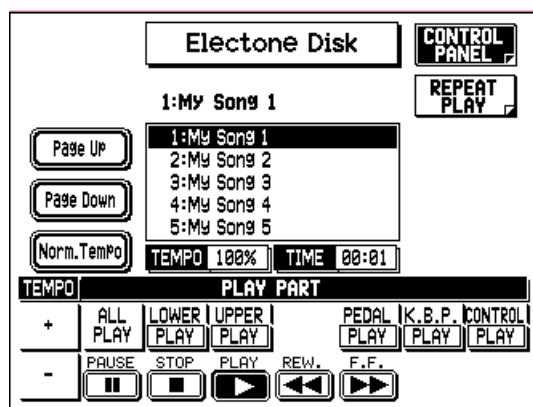 Electone Disk
CONTROL
PANEL
REPEAT
PLAY
1:My Song 1
1:My Song 1
2:My Song 2
3:My Song 3
4:My Song 4
5:My Song 5
Page Up
Page Down
Norm.Tempo
TEMPO 100% TIME 00:01
TEMPO PLAY PART
+ ALL PLAY LOWER PLAY UPPER PLAY PEDAL PLAY K.B.P. PLAY CONTROL PLAY
- PAUSE STOP PLAY REW. F.F.